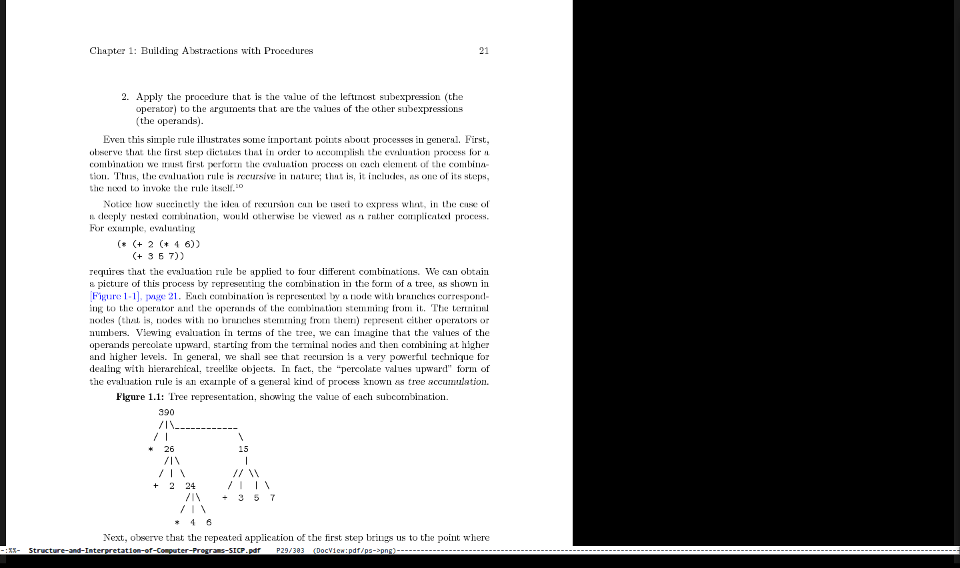 Chapter 1: Building Abstractions with Procedures 21
2. Apply the procedure that is the value of the leftmost subexpression (the
operator) to the arguments that are the values of the other subexpressions
(the operands).
Even this simple rule illustrates some important points about processes in general. First,
observe that the first step dictates that in order to accomplish the evaluation process for a
combination we must first perform the evaluation process on each element of the combina-
tion. Thus, the evaluation rule is recursive in nature; that is, it includes, as one of its steps,
the need to invoke the rule itself.¹⁰
Notice how succinctly the idea of recursion can be used to express what, in the case of
a deeply nested combination, would otherwise be viewed as a rather complicated process.
For example, evaluating
(* (+ 2 (* 4 6))
(+ 3 5 7))
requires that the evaluation rule be applied to four different combinations. We can obtain
a picture of this process by representing the combination in the form of a tree, as shown in
[Figure 1-1], page 21. Each combination is represented by a node with branches correspond-
ing to the operator and the operands of the combination stemming from it. The terminal
nodes (that is, nodes with no branches stemming from them) represent either operators or
numbers. Viewing evaluation in terms of the tree, we can imagine that the values of the
operands percolate upward, starting from the terminal nodes and then combining at higher
and higher levels. In general, we shall see that recursion is a very powerful technique for
dealing with hierarchical, treelike objects. In fact, the “percolate values upward” form of
the evaluation rule is an example of a general kind of process known as tree accumulation.
Figure 1.1: Tree representation, showing the value of each subcombination.
390
/|\____________
/ | \
* 26 15
/|\ |
/ | \ // \\
+ 2 24 / | | \
/|\ + 3 5 7
/ | \
* 4 6
Next, observe that the repeated application of the first step brings us to the point where
-:%%- Structure-and-Interpretation-of-Computer-Programs-SICP.pdf P29/303 (DocView:pdf/ps->png)